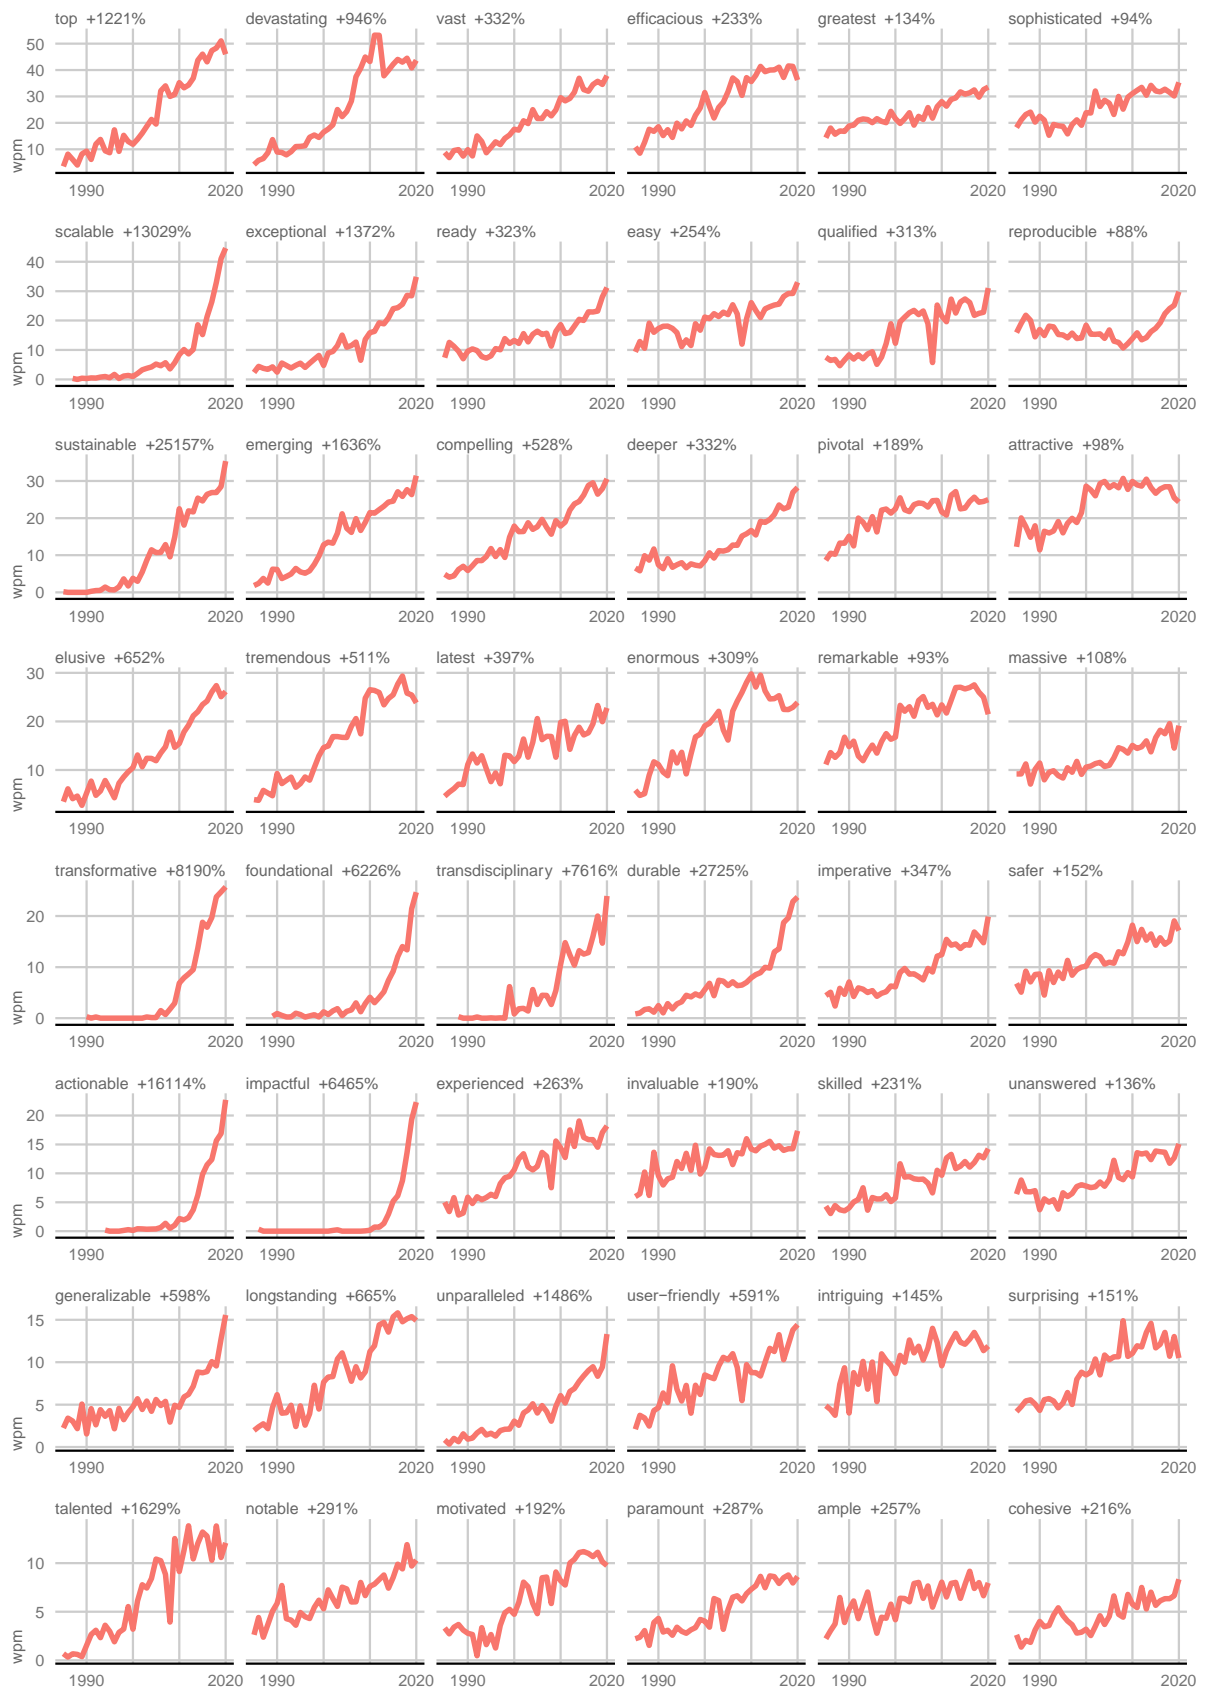 top +1221% devastating +946% vast +332% efficacious +233% greatest +134% sophisticated +94%
50
40
30
20
10
wpm
1990 2020 1990 2020 1990 2020 1990 2020 1990 2020 1990 2020
scalable +13029% exceptional +1372% ready +323% easy +254% qualified +313% reproducible +88%
40
30
20
10
0
wpm
1990 2020 1990 2020 1990 2020 1990 2020 1990 2020 1990 2020
sustainable +25157% emerging +1636% compelling +528% deeper +332% pivotal +189% attractive +98%
30
20
10
0
wpm
1990 2020 1990 2020 1990 2020 1990 2020 1990 2020 1990 2020
elusive +652% tremendous +511% latest +397% enormous +309% remarkable +93% massive +108%
30
20
10
wpm
1990 2020 1990 2020 1990 2020 1990 2020 1990 2020 1990 2020
transformative +8190% foundational +6226% transdisciplinary +7616% durable +2725% imperative +347% safer +152%
20
10
0
wpm
1990 2020 1990 2020 1990 2020 1990 2020 1990 2020 1990 2020
actionable +16114% impactful +6465% experienced +263% invaluable +190% skilled +231% unanswered +136%
20
15
10
5
0
wpm
1990 2020 1990 2020 1990 2020 1990 2020 1990 2020 1990 2020
generalizable +598% longstanding +665% unparalleled +1486% user−friendly +591% intriguing +145% surprising +151%
15
10
5
0
wpm
1990 2020 1990 2020 1990 2020 1990 2020 1990 2020 1990 2020
talented +1629% notable +291% motivated +192% paramount +287% ample +257% cohesive +216%
10
5
0
wpm
1990 2020 1990 2020 1990 2020 1990 2020 1990 2020 1990 2020